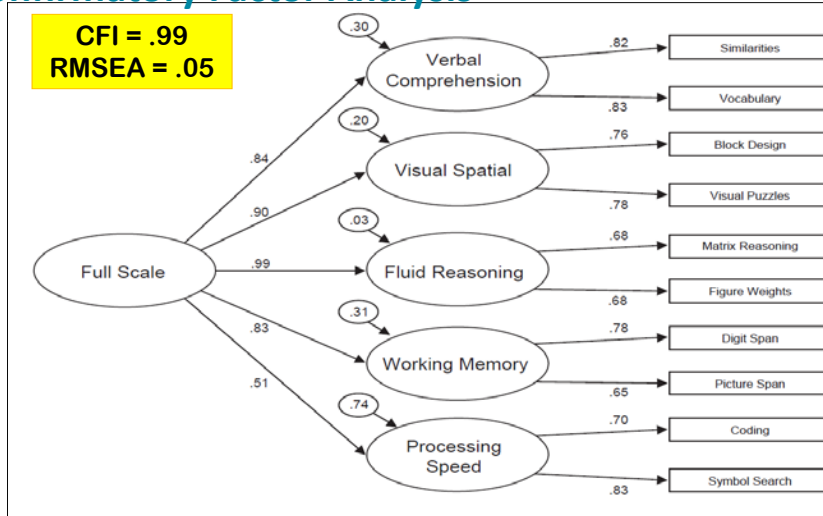 CFI = .99
RMSEA = .05
.30
Verbal
Comprehension
.82
Similarities
.83
Vocabulary
.84
.20
Visual Spatial
.76
Block Design
.78
Visual Puzzles
.90
.03
Full Scale
.99
Fluid Reasoning
.68
Matrix Reasoning
.68
Figure Weights
.83
.31
Working Memory
.78
Digit Span
.65
Picture Span
.51
.74
Processing
Speed
.70
Coding
.83
Symbol Search